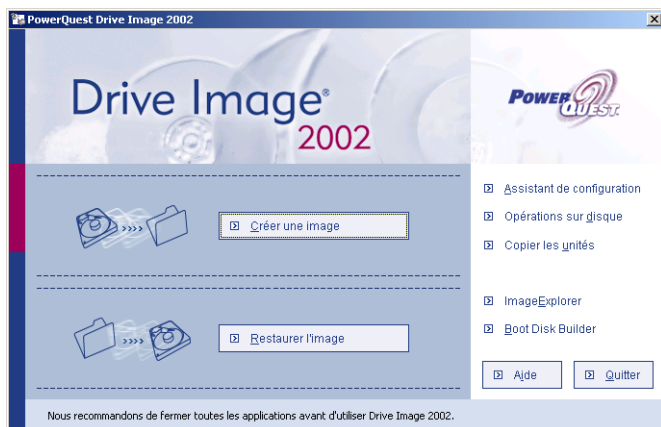 PowerQuest Drive Image 2002
Drive Image®
2002
POWERQUEST
Créer une image
Restaurer l'image
Assistant de configuration
Opérations sur disque
Copier les unités
ImageExplorer
Boot Disk Builder
Aide
Quitter
Nous recommandons de fermer toutes les applications avant d'utiliser Drive Image 2002.